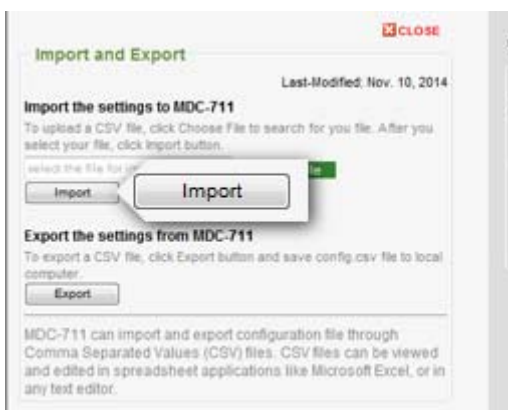 CLOSE
Import and Export
Last-Modified: Nov. 10, 2014
Import the settings to MDC-711
To upload a CSV file, click Choose File to search for you file. After you
select your file, click Import button.
select the file for
Import
Import
Export the settings from MDC-711
To export a CSV file, click Export button and save config.csv file to local
computer.
Export
MDC-711 can import and export configuration file through
Comma Separated Values (CSV) files. CSV files can be viewed
and edited in spreadsheet applications like Microsoft Excel, or in
any text editor.